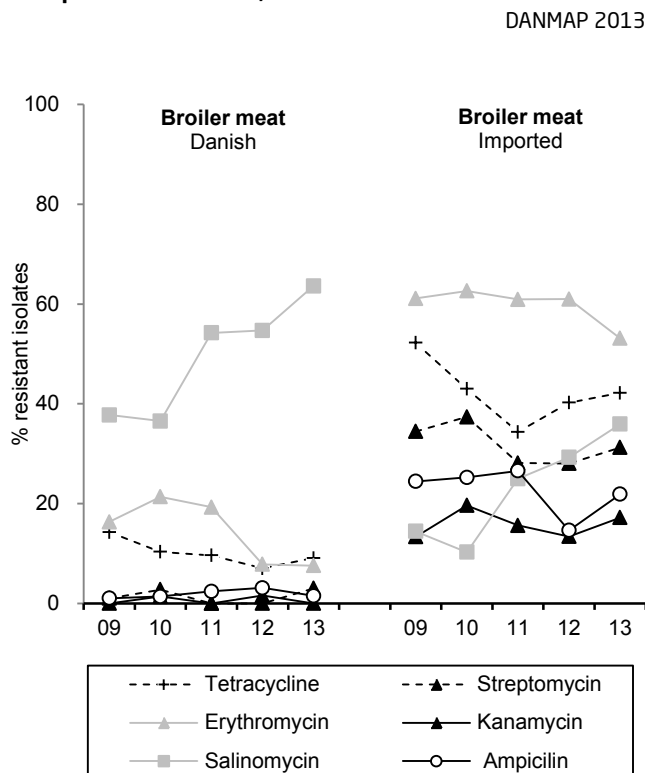 DANMAP 2013
100
80
60
40
20
0
% resistant isolates
Broiler meat
Danish
Broiler meat
Imported
09 10 11 12 13 09 10 11 12 13
Tetracycline Streptomycin
Erythromycin Kanamycin
Salinomycin Ampicilin